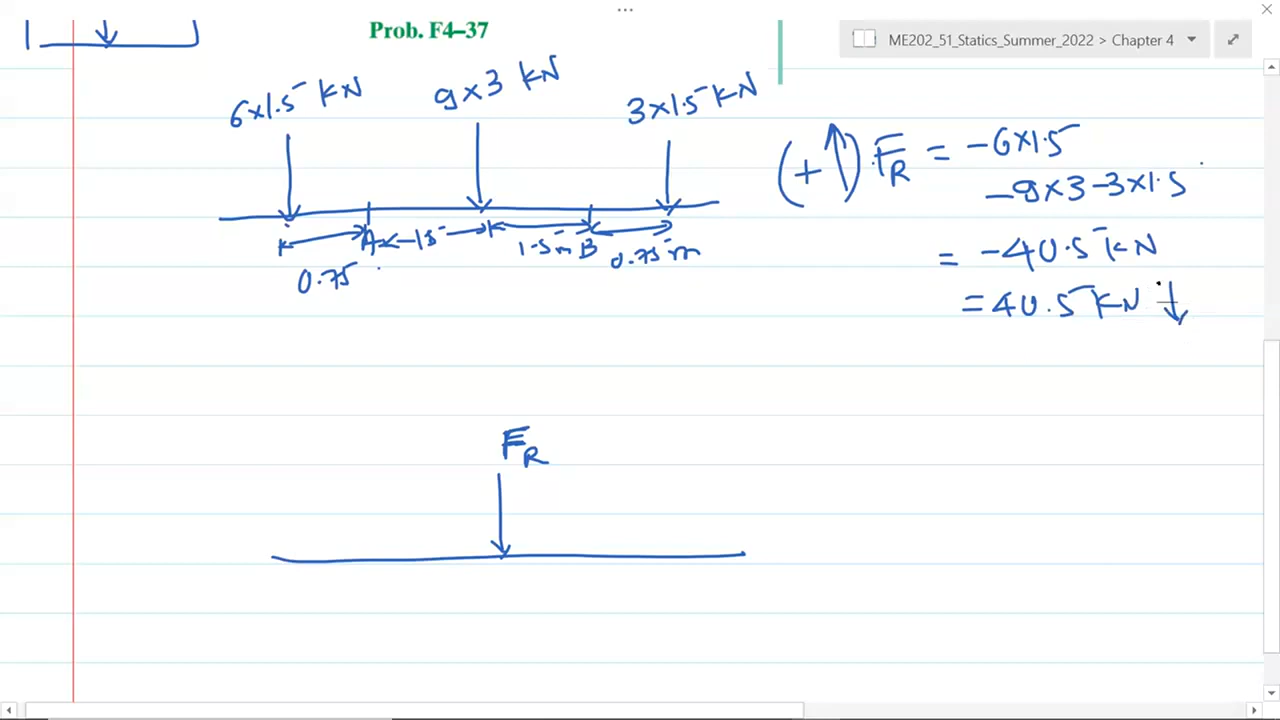 ...
ME202_51_Statics_Summer_2022 > Chapter 4
Prob. F4–37
6×1.5 KN
9×3 KN
3×1.5 KN
A
1.5
1.5m
B
0.75 m
0.75
(+↑) FR = -6×1.5
-9×3-3×1.5
= -40.5 KN
= 40.5 KN ↓
FR